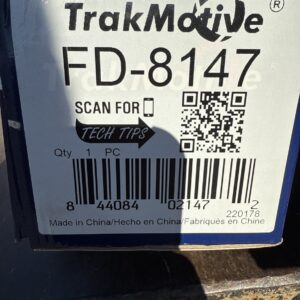 TrakMotive®
FD-8147
SCAN FOR
TECH TIPS
Qty 1 PC
8 44084 02147 2
220178
Made in China/Hecho en China/Fabriqués en Chine